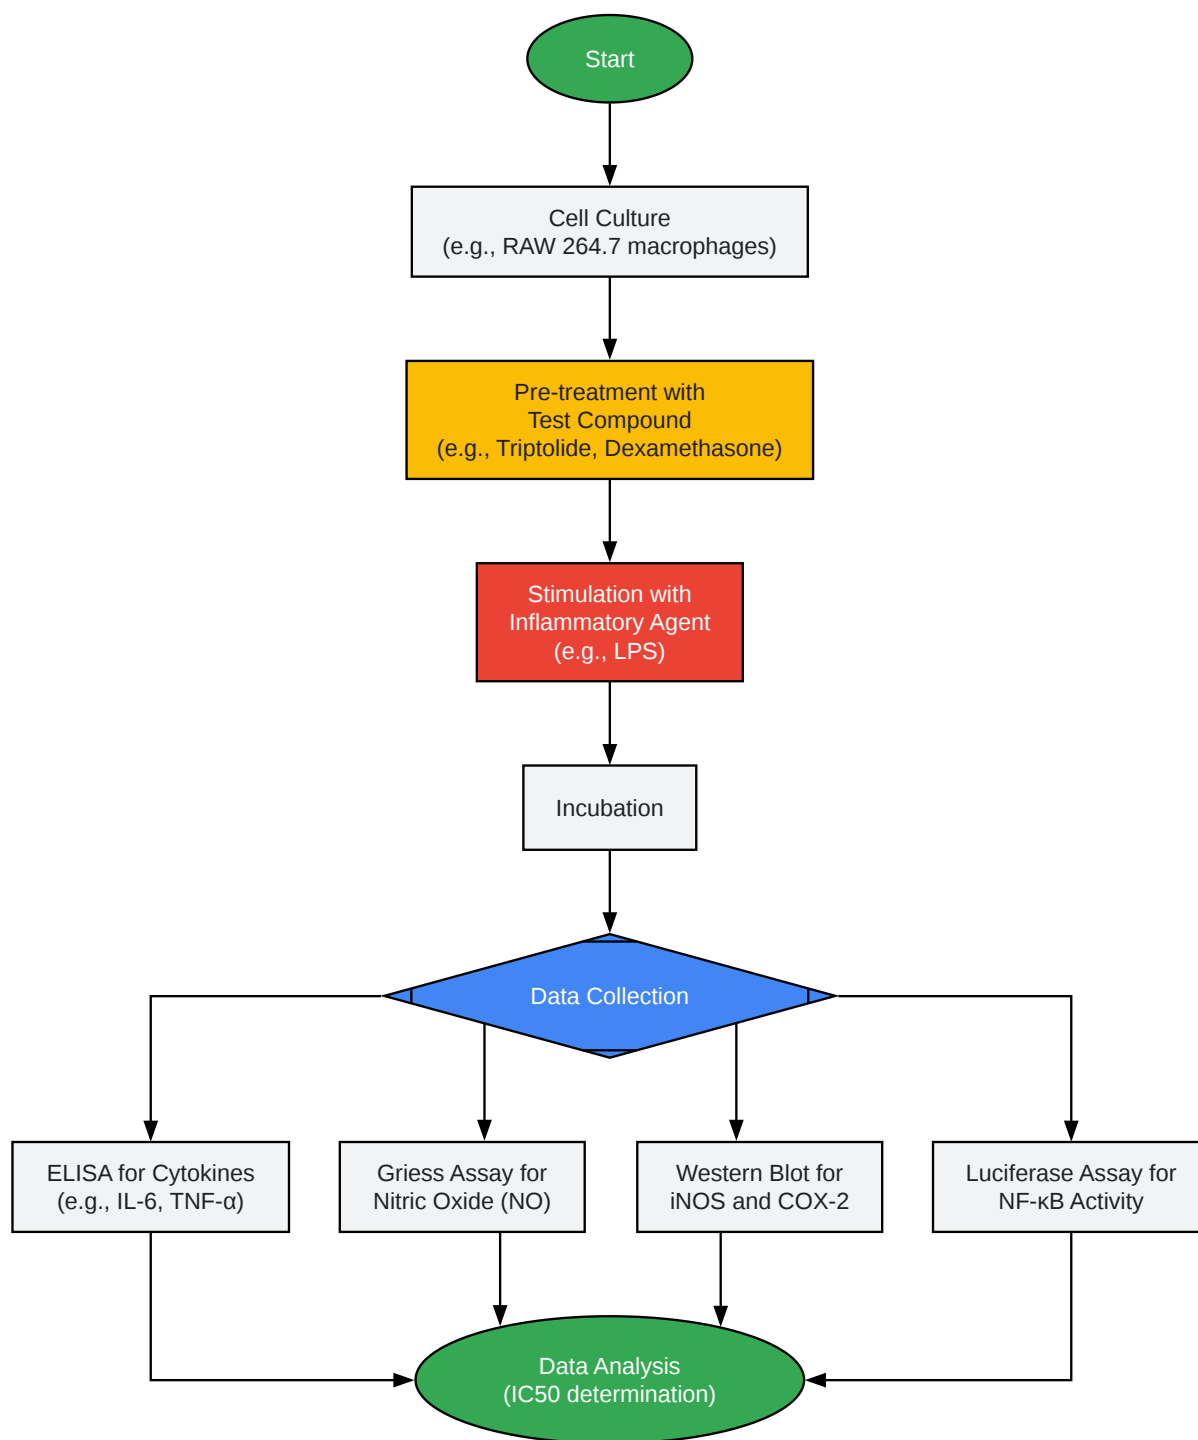 Start
Cell Culture
(e.g., RAW 264.7 macrophages)
Pre-treatment with
Test Compound
(e.g., Triptolide, Dexamethasone)
Stimulation with
Inflammatory Agent
(e.g., LPS)
Incubation
Data Collection
ELISA for Cytokines
(e.g., IL-6, TNF-α)
Griess Assay for
Nitric Oxide (NO)
Western Blot for
iNOS and COX-2
Luciferase Assay for
NF-κB Activity
Data Analysis
(IC50 determination)